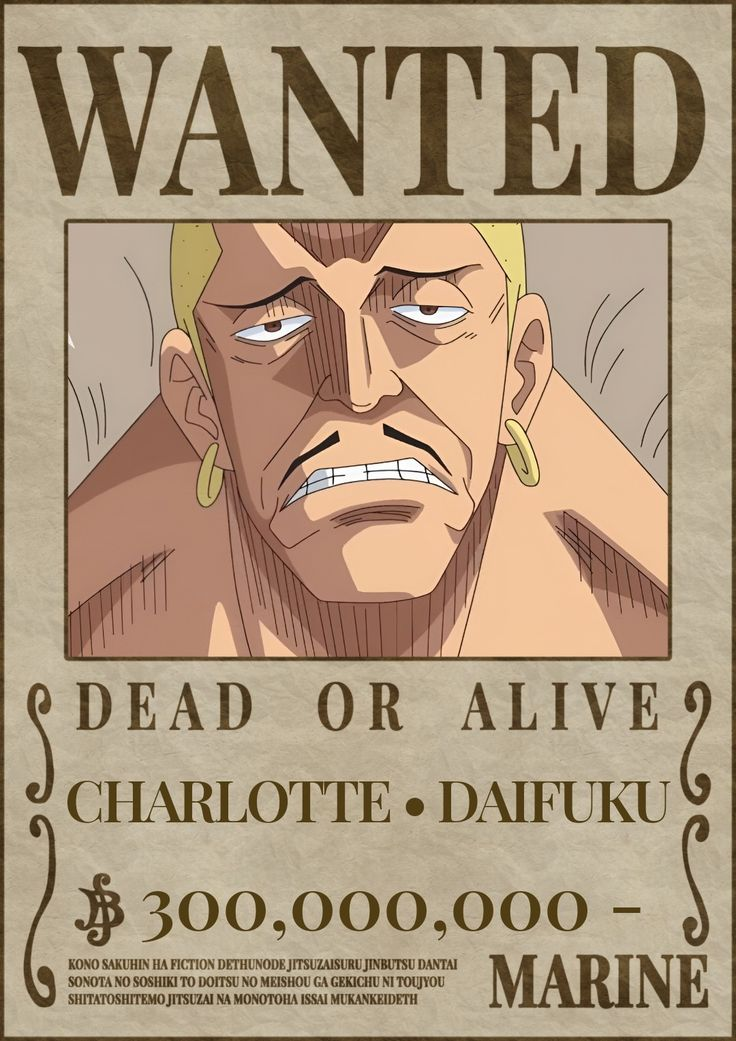 WANTED
DEAD OR ALIVE
CHARLOTTE • DAIFUKU
300,000,000 -
KONO SAKUHIN HA FICTION DETHUNODE JITSUZAISURU JINBUTSU DANTAI
SONOTA NO SOSHIKI TO DOITSU NO MEISHOU GA GEKICHU NI TOUJYOU
SHITATOSHITEMO JITSUZAI NA MONOTOHA ISSAI MUKANKEIDETH
MARINE